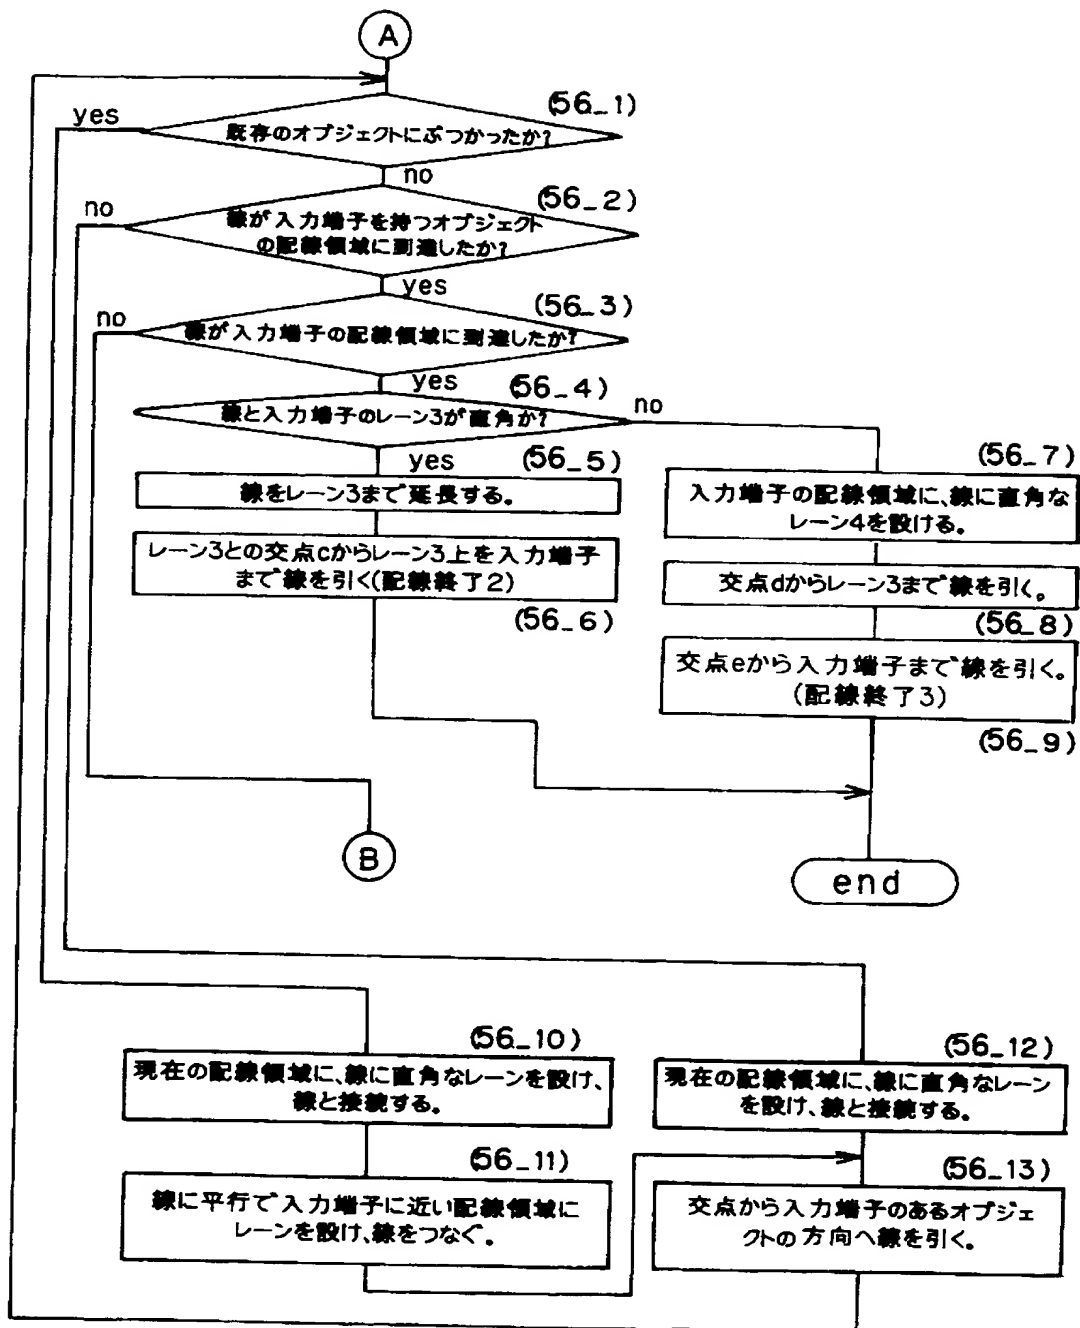 A
(56_1)
yes
既存のオブジェクトにぶつかったか?
no
(56_2)
no
線が入力端子を持つオブジェクト
の配線領域に到達したか?
yes
(56_3)
no
線が入力端子の配線領域に到達したか?
yes
(56_4)
線と入力端子のレーン3が直角か?
no
yes
(56_5)
線をレーン3まで延長する。
レーン3との交点cからレーン3上を入力端子
まで線を引く(配線終了2)
(56_6)
(56_7)
入力端子の配線領域に、線に直角な
レーン4を設ける。
交点dからレーン3まで線を引く。
(56_8)
交点eから入力端子まで線を引く。
(配線終了3)
(56_9)
B
end
(56_10)
現在の配線領域に、線に直角なレーンを設け、
線と接続する。
(56_11)
線に平行で入力端子に近い配線領域に
レーンを設け、線をつなぐ。
(56_12)
現在の配線領域に、線に直角なレーン
を設け、線と接続する。
(56_13)
交点から入力端子のあるオブジェ
クトの方向へ線を引く。